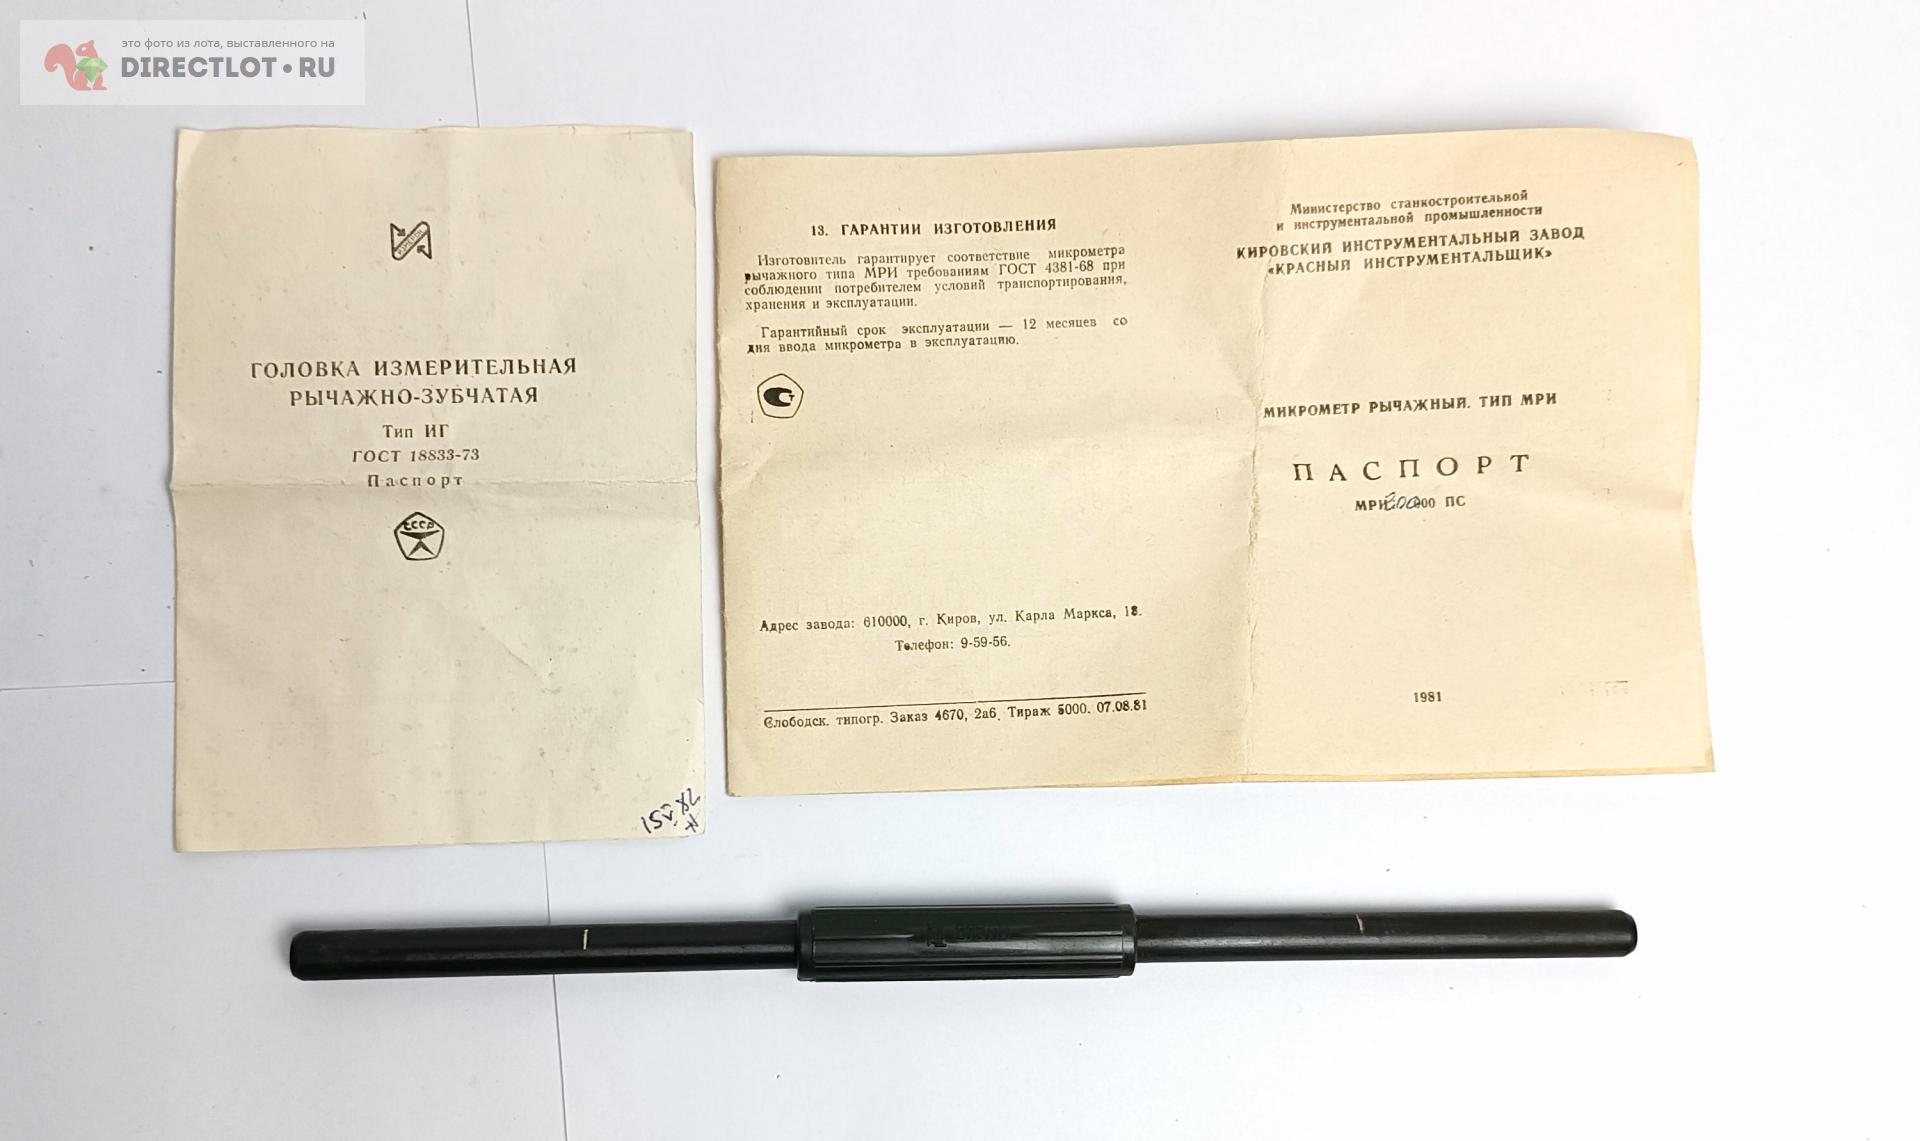 это фото из лота, выставленного на
DIRECTLOT•RU
ГОЛОВКА ИЗМЕРИТЕЛЬНАЯ
РЫЧАЖНО-ЗУБЧАТАЯ
Тип ИГ
ГОСТ 18833-73
Паспорт
СССР
13. ГАРАНТИИ ИЗГОТОВЛЕНИЯ
Изготовитель гарантирует соответствие микрометра
рычажного типа МРИ требованиям ГОСТ 4381-68 при
соблюдении потребителем условий транспортирования,
хранения и эксплуатации.
Гарантийный срок эксплуатации — 12 месяцев со
дня ввода микрометра в эксплуатацию.
Адрес завода: 610000, г. Киров, ул. Карла Маркса, 18.
Телефон: 9-59-56.
Слободск. типогр. Заказ 4670, 2а6. Тираж 5000. 07.08.81
Министерство станкостроительной
и инструментальной промышленности
КИРОВСКИЙ ИНСТРУМЕНТАЛЬНЫЙ ЗАВОД
«КРАСНЫЙ ИНСТРУМЕНТАЛЬЩИК»
МИКРОМЕТР РЫЧАЖНЫЙ. ТИП МРИ
ПАСПОРТ
ПС
1981